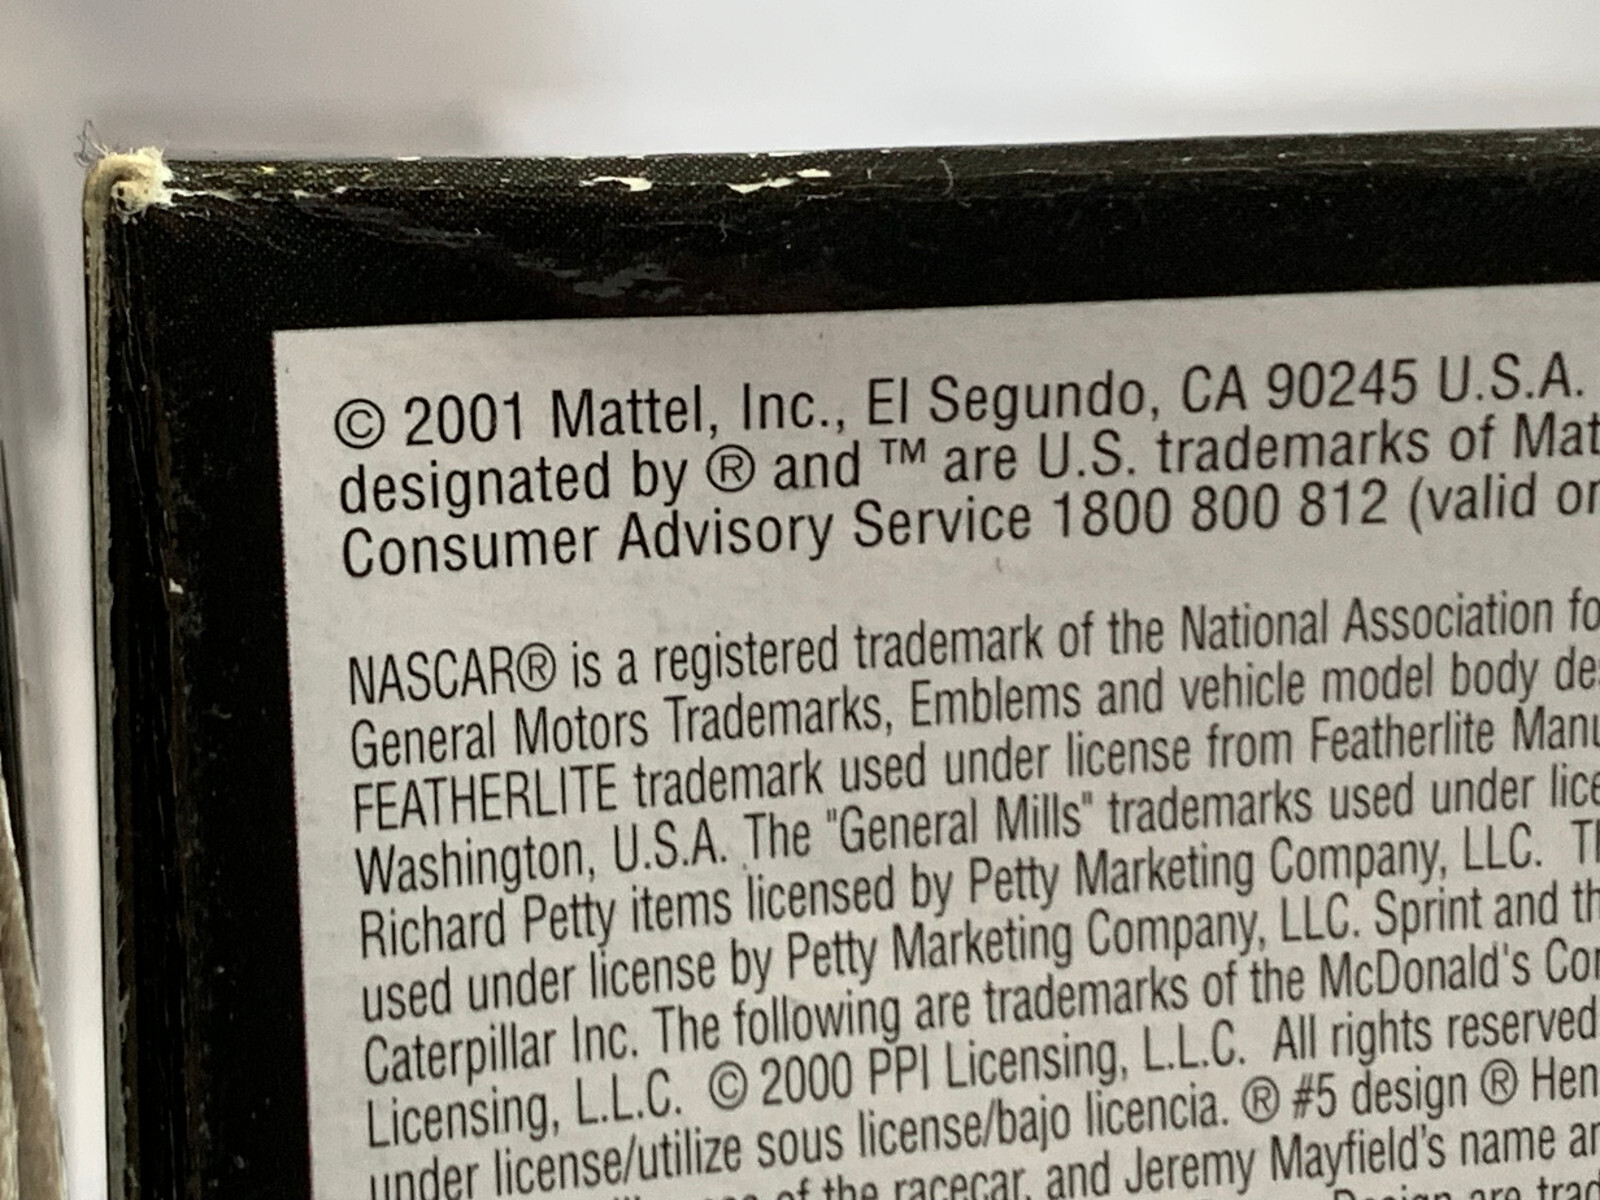 © 2001 Mattel, Inc., El Segundo, CA 90245 U.S.A.
designated by ® and ™ are U.S. trademarks of Mat
Consumer Advisory Service 1800 800 812 (valid
NASCAR® is a registered trademark of the National Association fo
General Motors Trademarks, Emblems and vehicle model body de
FEATHERLITE trademark used under license from Featherlite Manu
Washington, U.S.A. The "General Mills" trademarks used under lice
Richard Petty items licensed by Petty Marketing Company, LLC. Th
used under license by Petty Marketing Company, LLC. Sprint and th
Caterpillar Inc. The following are trademarks of the McDonald's Cor
Licensing, L.L.C. © 2000 PPI Licensing, L.L.C. All rights reserved
under license/utilize sous license/bajo licencia. ® #5 design ® Hen
of the racecar, and Jeremy Mayfield's name
Design are